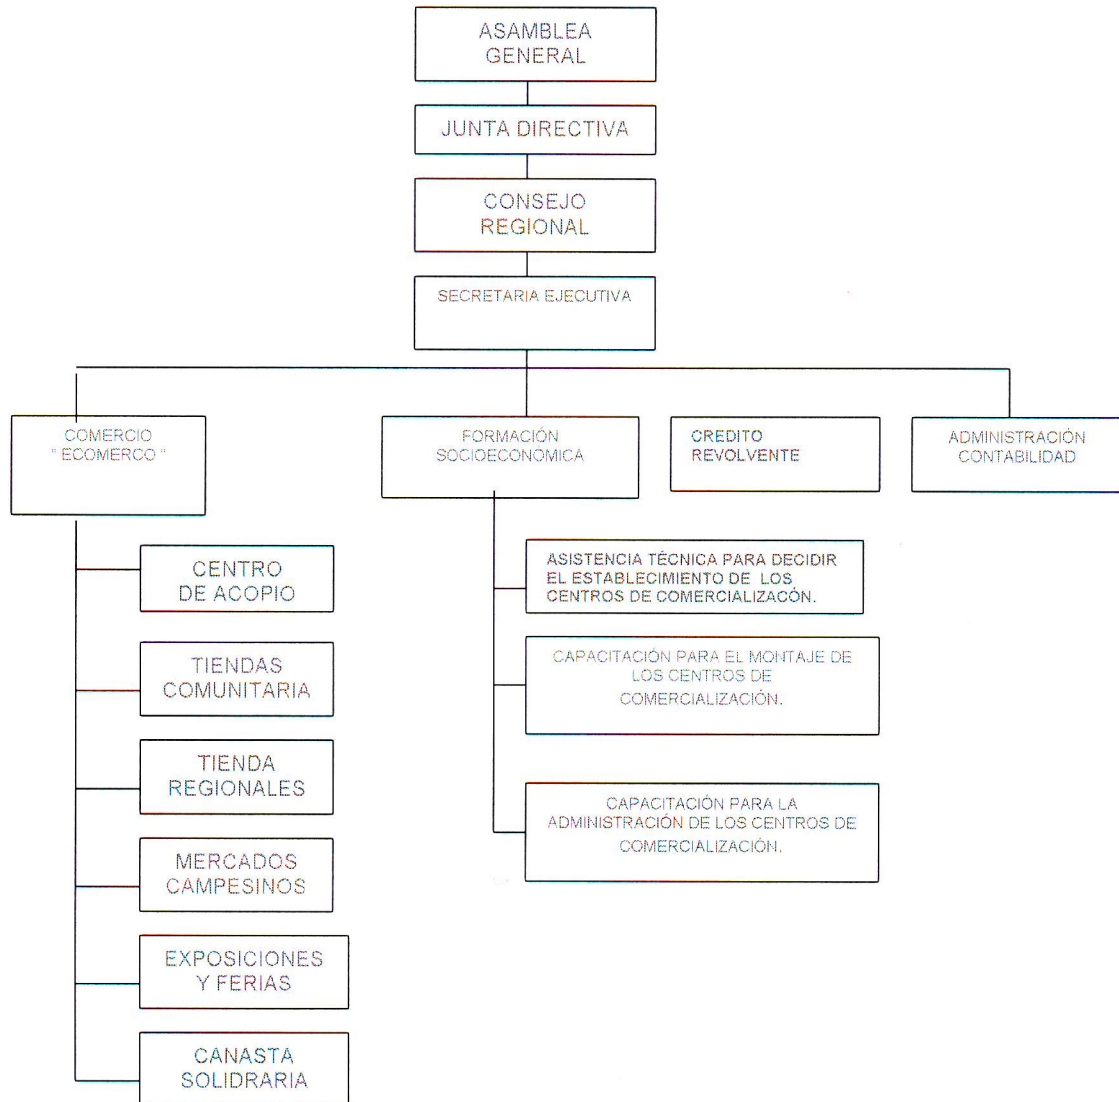 ASAMBLEA
GENERAL
JUNTA DIRECTIVA
CONSEJO
REGIONAL
SECRETARIA EJECUTIVA
COMERCIO
" ECOMERCO "
FORMACIÓN
SOCIOECONOMICA
CREDITO
REVOLVENTE
ADMINISTRACIÓN
CONTABILIDAD
CENTRO
DE ACOPIO
TIENDAS
COMUNITARIA
TIENDA
REGIONALES
MERCADOS
CAMPESINOS
EXPOSICIONES
Y FERIAS
CANASTA
SOLIDRARIA
ASISTENCIA TÉCNICA PARA DECIDIR
EL ESTABLECIMIENTO DE LOS
CENTROS DE COMERCIALIZACÓN.
CAPACITACIÓN PARA EL MONTAJE DE
LOS CENTROS DE
COMERCIALIZACIÓN.
CAPACITACIÓN PARA LA
ADMINISTRACIÓN DE LOS CENTROS DE
COMERCIALIZACIÓN.